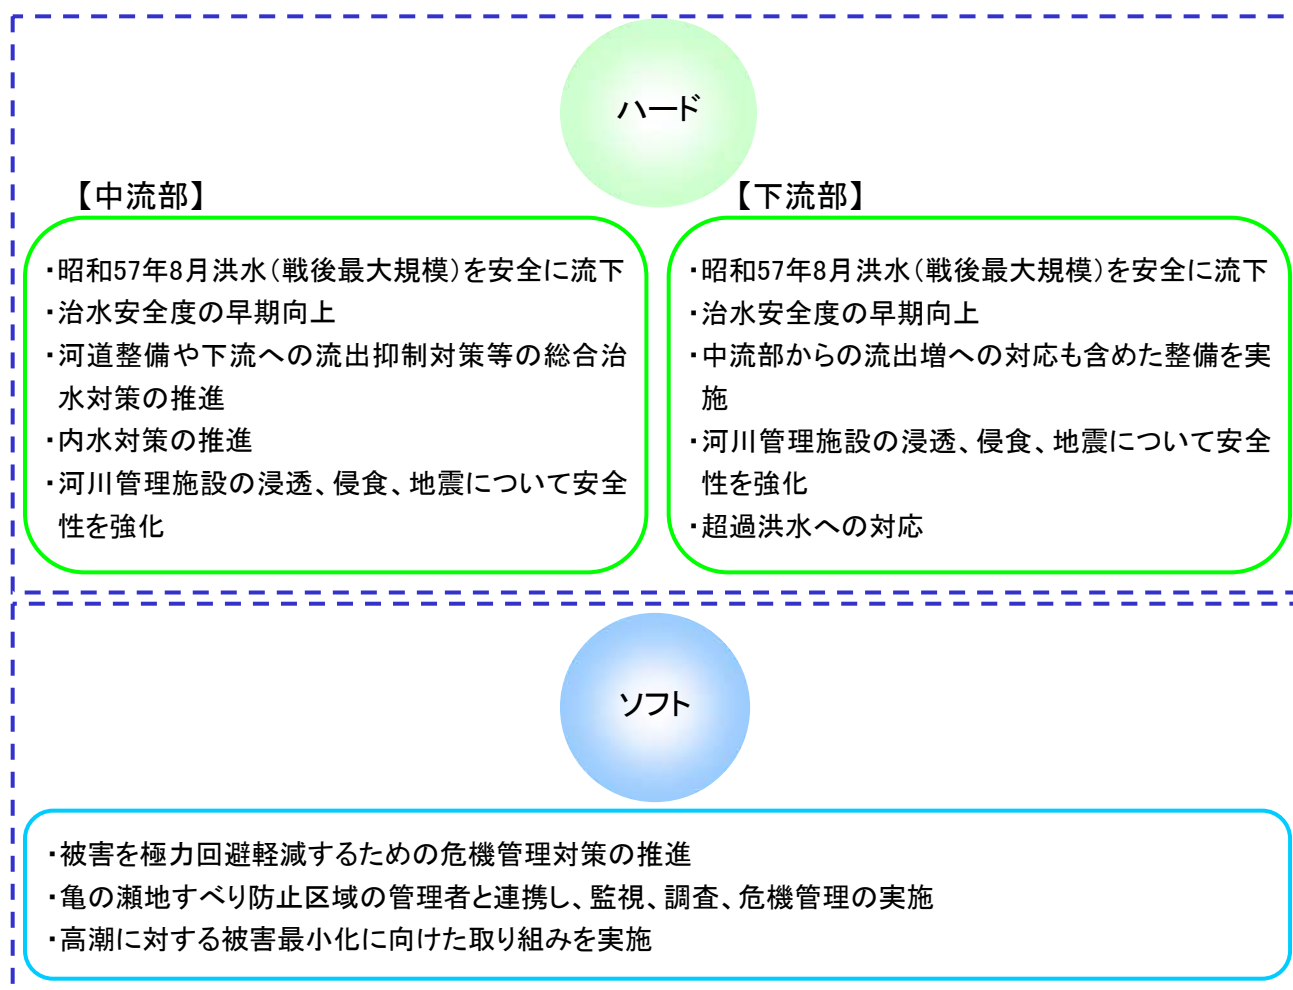 ハード
【中流部】
・昭和57年8月洪水（戦後最大規模）を安全に流下
・治水安全度の早期向上
・河道整備や下流への流出抑制対策等の総合治
水対策の推進
・内水対策の推進
・河川管理施設の浸透、侵食、地震について安全
性を強化
【下流部】
・昭和57年8月洪水（戦後最大規模）を安全に流下
・治水安全度の早期向上
・中流部からの流出増への対応も含めた整備を実
施
・河川管理施設の浸透、侵食、地震について安全
性を強化
・超過洪水への対応
ソフト
・被害を極力回避軽減するための危機管理対策の推進
・亀の瀬地すべり防止区域の管理者と連携し、監視、調査、危機管理の実施
・高潮に対する被害最小化に向けた取り組みを実施